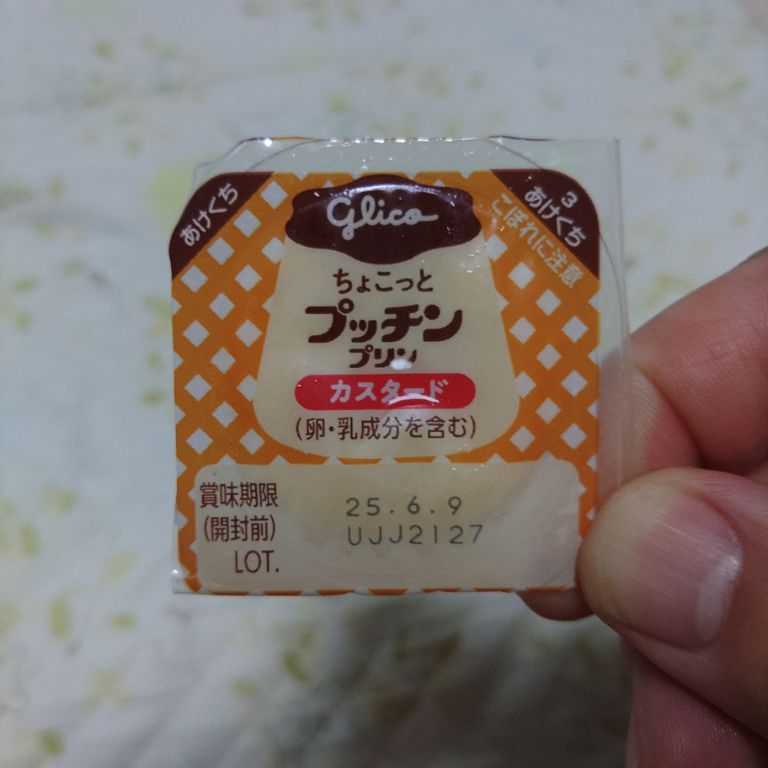 あけくち
glico
3
あけくち
こぼれに注意
ちょこっと
プッチン
プリン
カスタード
(卵・乳成分を含む)
賞味期限
(開封前)
LOT.
25.6.9
UJJ2127